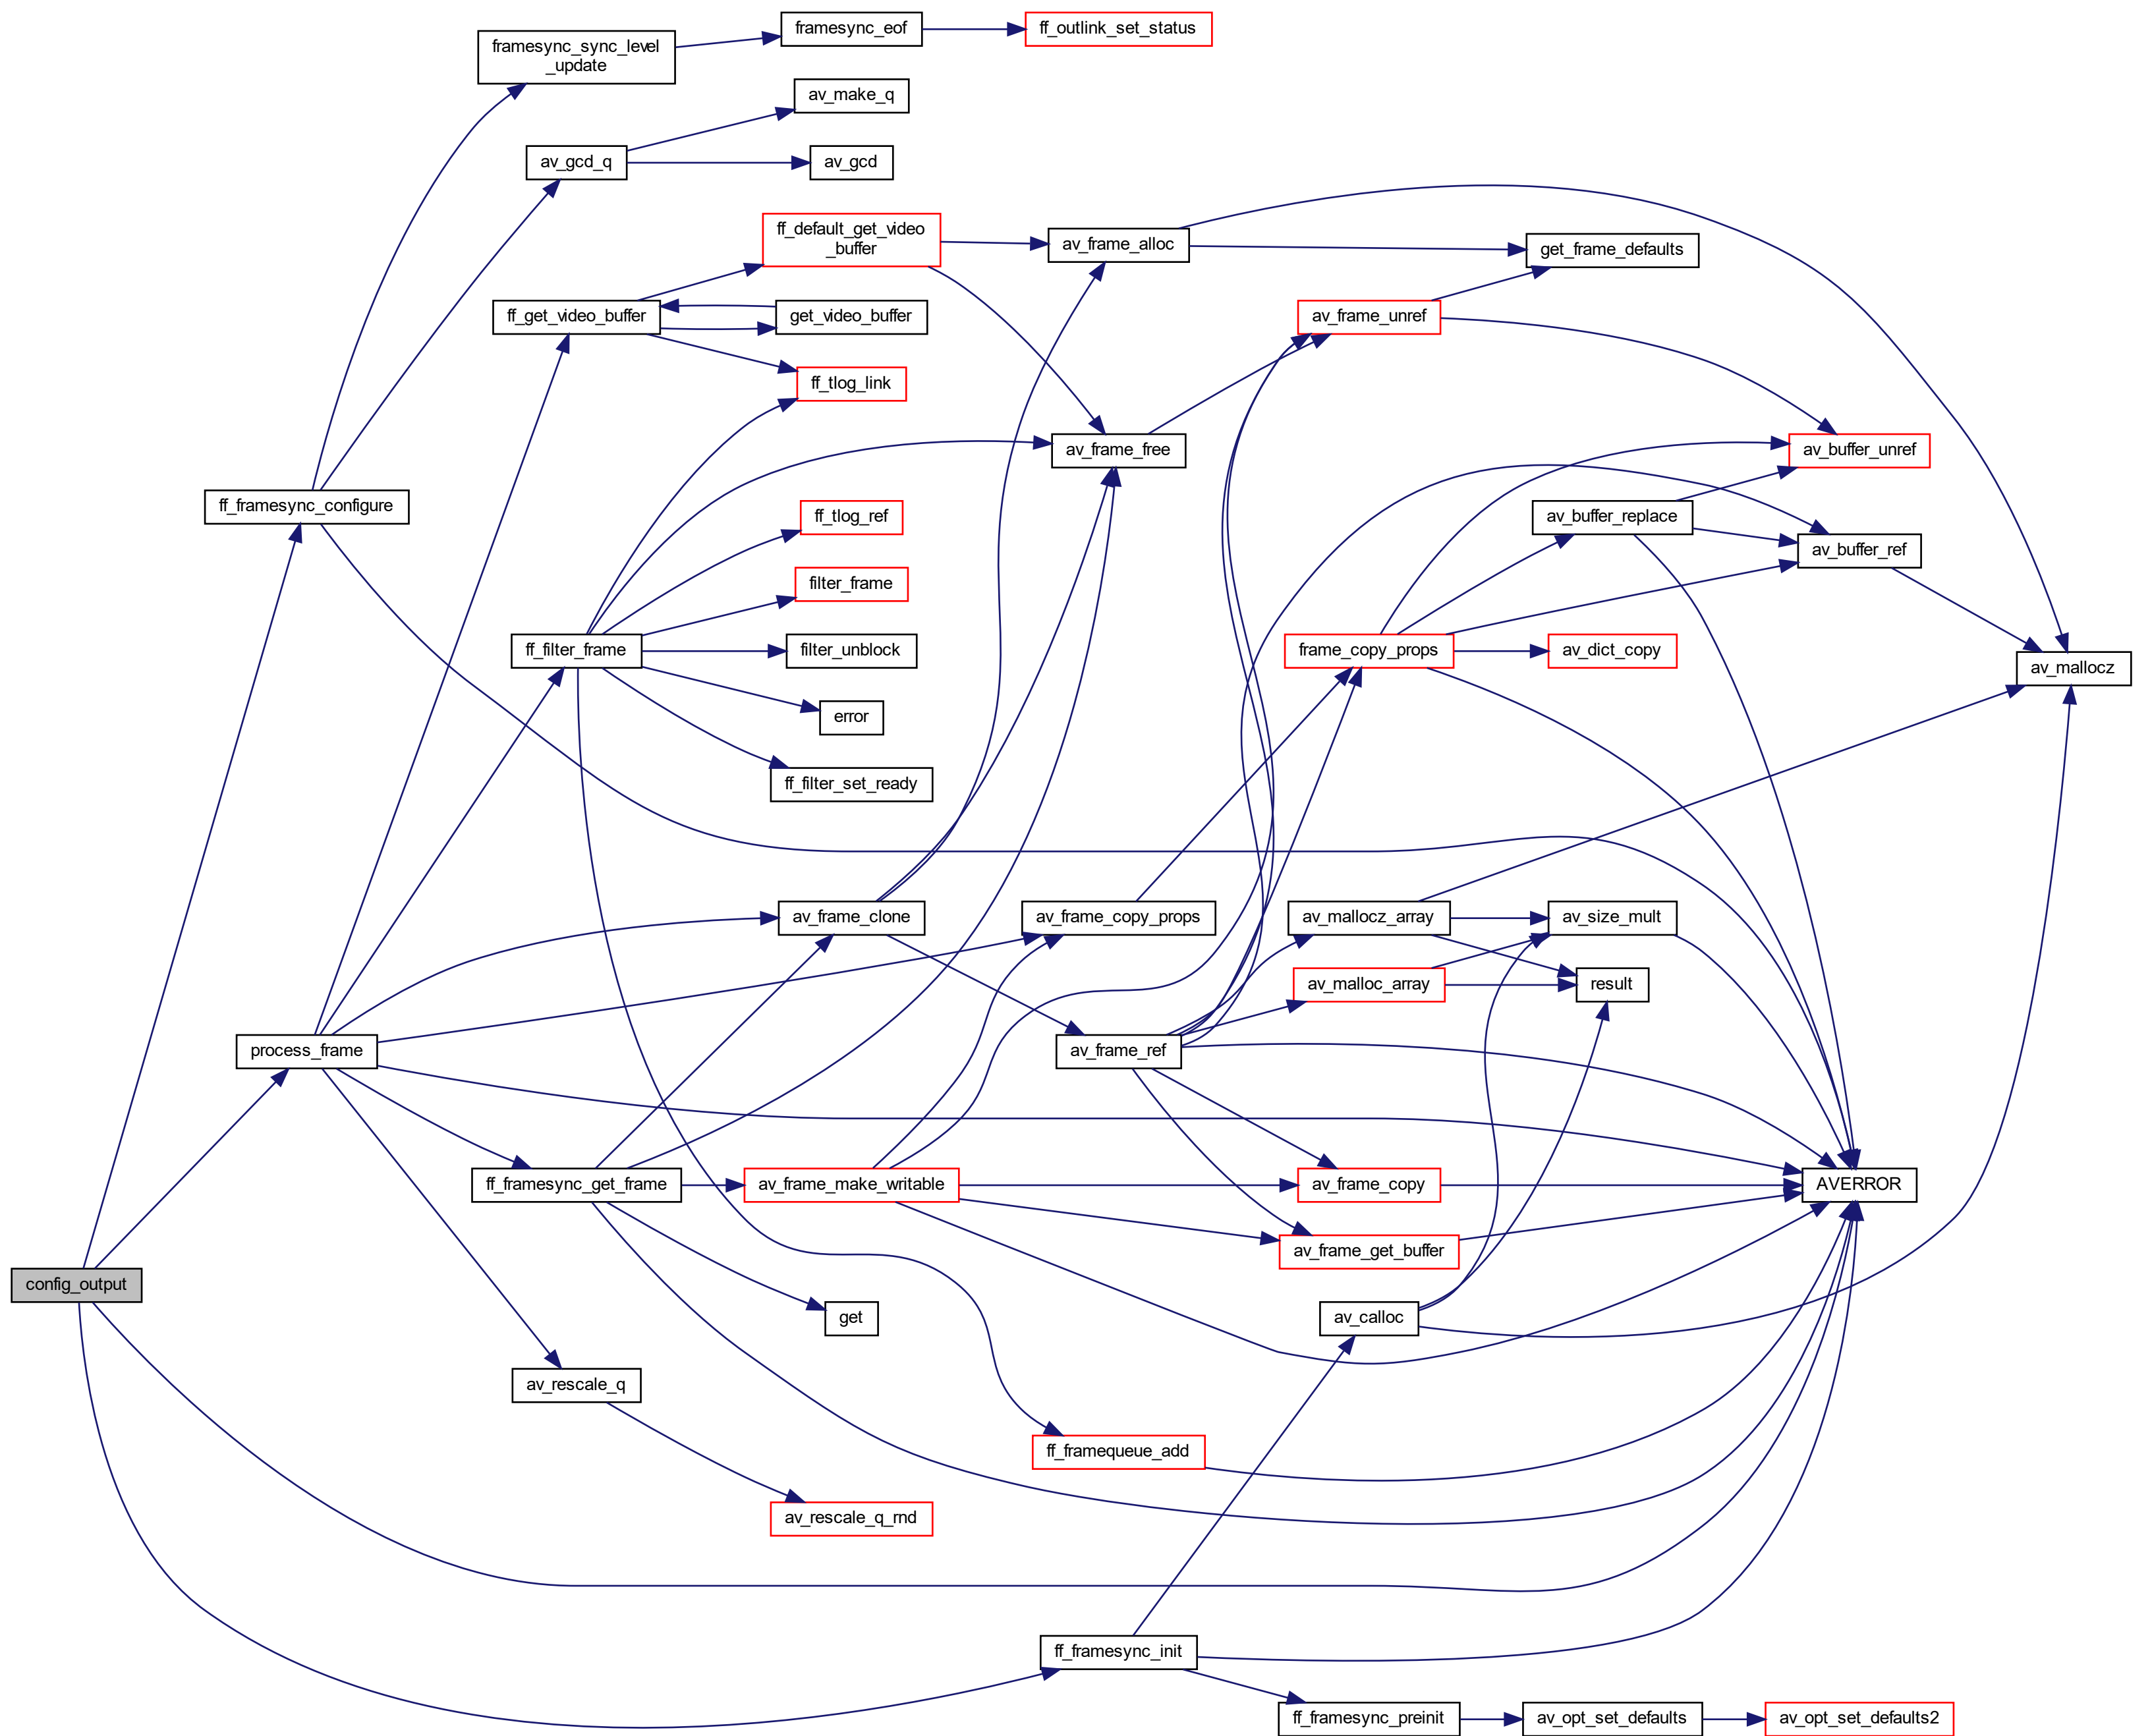 framesync_eof
ff_outlink_set_status
framesync_sync_level
_update
av_make_q
av_gcd_q
av_gcd
ff_default_get_video
_buffer
av_frame_alloc
get_frame_defaults
ff_get_video_buffer
get_video_buffer
av_frame_unref
ff_tlog_link
av_frame_free
av_buffer_unref
ff_framesync_configure
ff_tlog_ref
av_buffer_replace
av_buffer_ref
filter_frame
ff_filter_frame
filter_unblock
frame_copy_props
av_dict_copy
av_mallocz
error
ff_filter_set_ready
av_frame_clone
av_frame_copy_props
av_mallocz_array
av_size_mult
av_malloc_array
result
process_frame
av_frame_ref
ff_framesync_get_frame
av_frame_make_writable
av_frame_copy
AVERROR
av_frame_get_buffer
config_output
get
av_calloc
av_rescale_q
ff_framequeue_add
av_rescale_q_rnd
ff_framesync_init
ff_framesync_preinit
av_opt_set_defaults
av_opt_set_defaults2